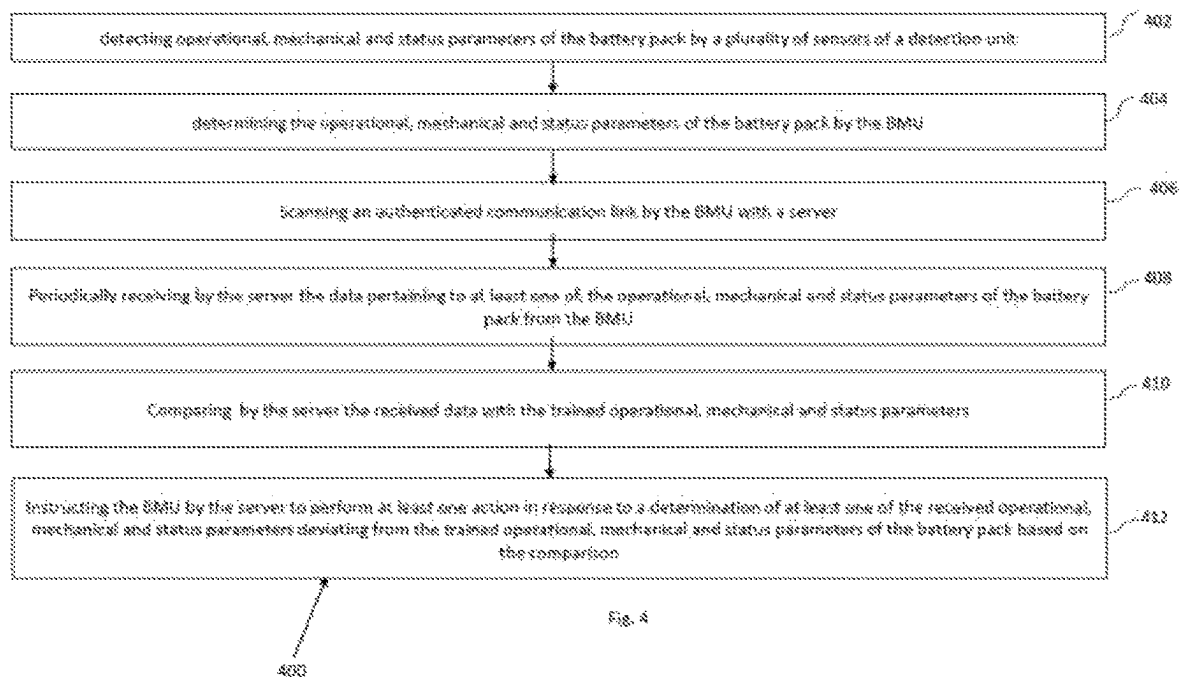 402
detecting operational, mechanical and status parameters of the battery pack by a plurality of sensors of a detection unit;
404
determining the operational, mechanical and status parameters of the battery pack by the BMU
406
Scanning an authenticated communication link by the BMU with a server
408
Periodically receiving by the server the data pertaining to at least one of, the operational, mechanical and status parameters of the battery
pack from the BMU
410
Comparing by the server the received data with the trained operational, mechanical and status parameters
412
Instructing the BMU by the server to perform at least one action in response to a determination of at least one of the received operational,
mechanical and status parameters deviating from the trained operational, mechanical and status parameters of the battery pack based on
the comparison
Fig. 4
400